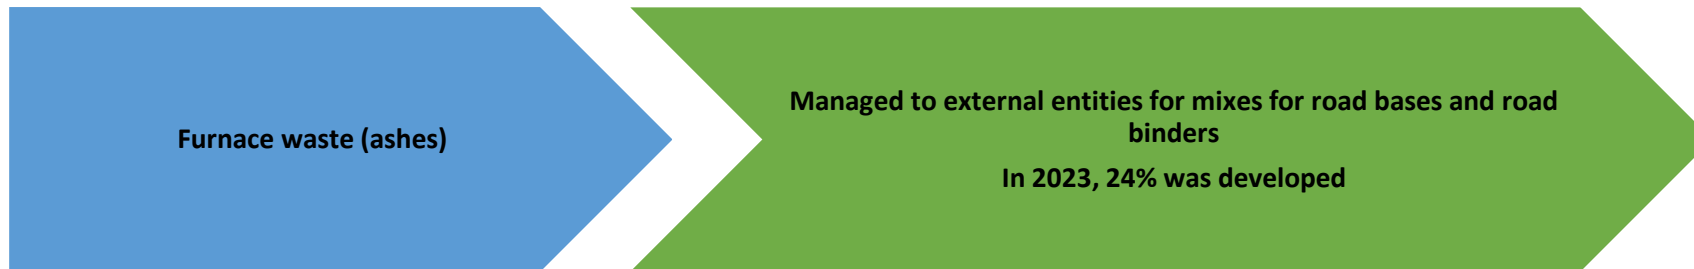 Furnace waste (ashes)
Managed to external entities for mixes for road bases and road
binders
In 2023, 24% was developed